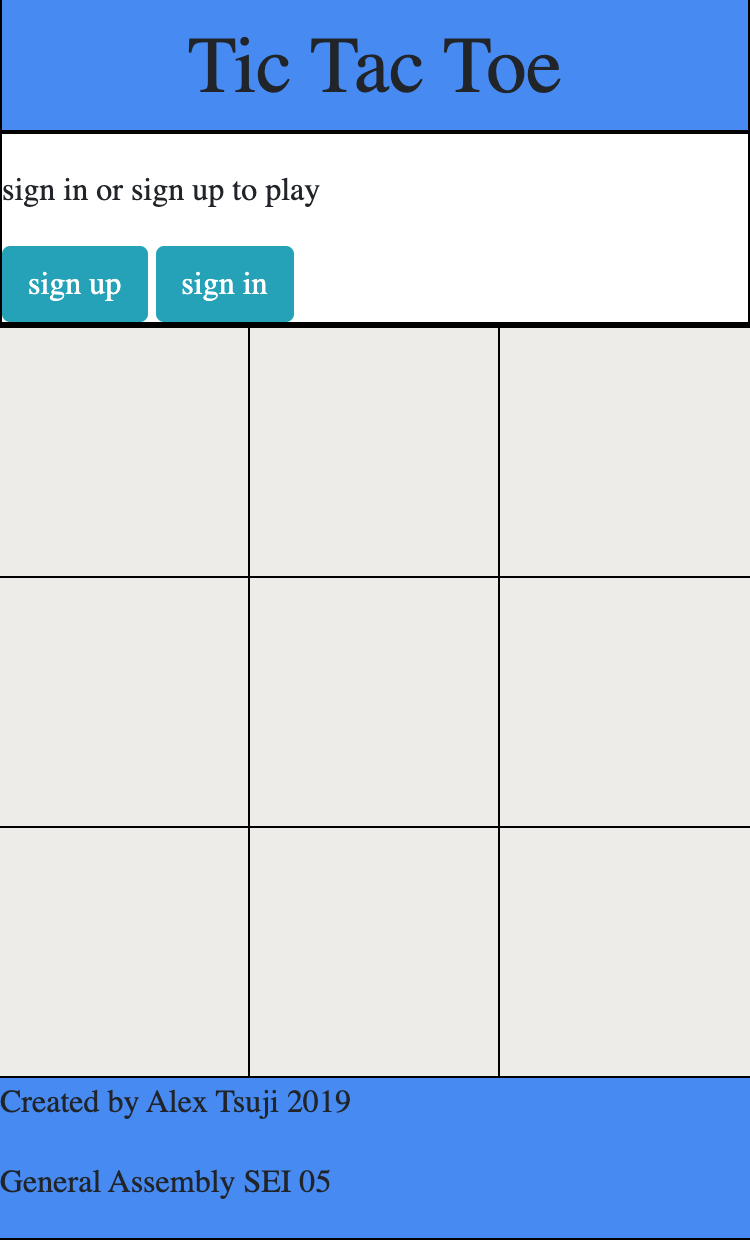 Tic Tac Toe
sign in or sign up to play
sign up sign in
Created by Alex Tsuji 2019
General Assembly SEI 05